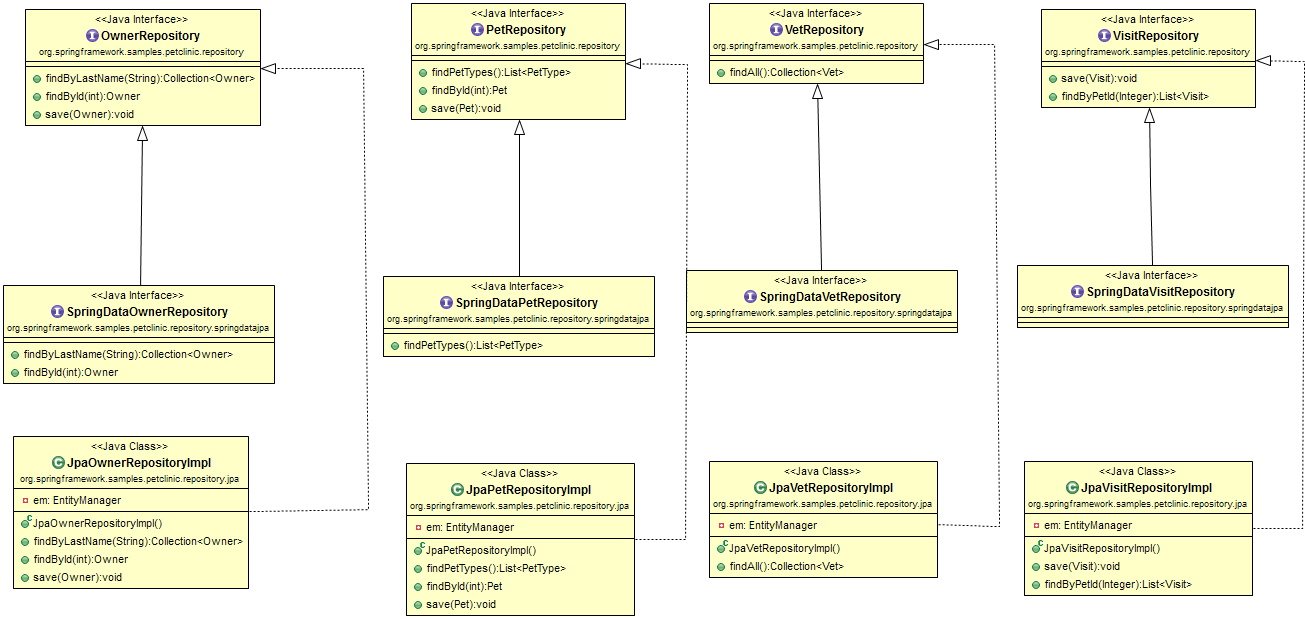 <<Java Interface>>
OwnerRepository
org.springframework.samples.petclinic.repository
findByLastName(String):Collection<Owner>
findById(int):Owner
save(Owner):void
<<Java Interface>>
PetRepository
org.springframework.samples.petclinic.repository
findPetTypes():List<PetType>
findById(int):Pet
save(Pet):void
<<Java Interface>>
VetRepository
org.springframework.samples.petclinic.repository
findAll():Collection<Vet>
<<Java Interface>>
VisitRepository
org.springframework.samples.petclinic.repository
save(Visit):void
findByPetId(Integer):List<Visit>
<<Java Interface>>
SpringDataOwnerRepository
org.springframework.samples.petclinic.repository.springdatajpa
findByLastName(String):Collection<Owner>
findById(int):Owner
<<Java Interface>>
SpringDataPetRepository
org.springframework.samples.petclinic.repository.springdatajpa
findPetTypes():List<PetType>
<<Java Interface>>
SpringDataVetRepository
org.springframework.samples.petclinic.repository.springdatajpa
<<Java Interface>>
SpringDataVisitRepository
org.springframework.samples.petclinic.repository.springdatajpa
<<Java Class>>
JpaOwnerRepositoryImpl
org.springframework.samples.petclinic.repository.jpa
em: EntityManager
JpaOwnerRepositoryImpl()
findByLastName(String):Collection<Owner>
findById(int):Owner
save(Owner):void
<<Java Class>>
JpaPetRepositoryImpl
org.springframework.samples.petclinic.repository.jpa
em: EntityManager
JpaPetRepositoryImpl()
findPetTypes():List<PetType>
findById(int):Pet
save(Pet):void
<<Java Class>>
JpaVetRepositoryImpl
org.springframework.samples.petclinic.repository.jpa
em: EntityManager
JpaVetRepositoryImpl()
findAll():Collection<Vet>
<<Java Class>>
JpaVisitRepositoryImpl
org.springframework.samples.petclinic.repository.jpa
em: EntityManager
JpaVisitRepositoryImpl()
save(Visit):void
findByPetId(Integer):List<Visit>